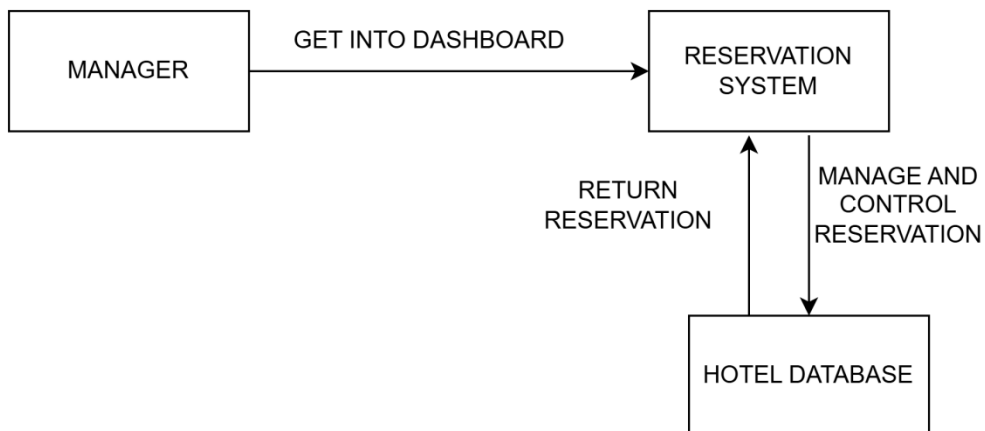 MANAGER
GET INTO DASHBOARD
RESERVATION
SYSTEM
RETURN
RESERVATION
MANAGE AND
CONTROL
RESERVATION
HOTEL DATABASE